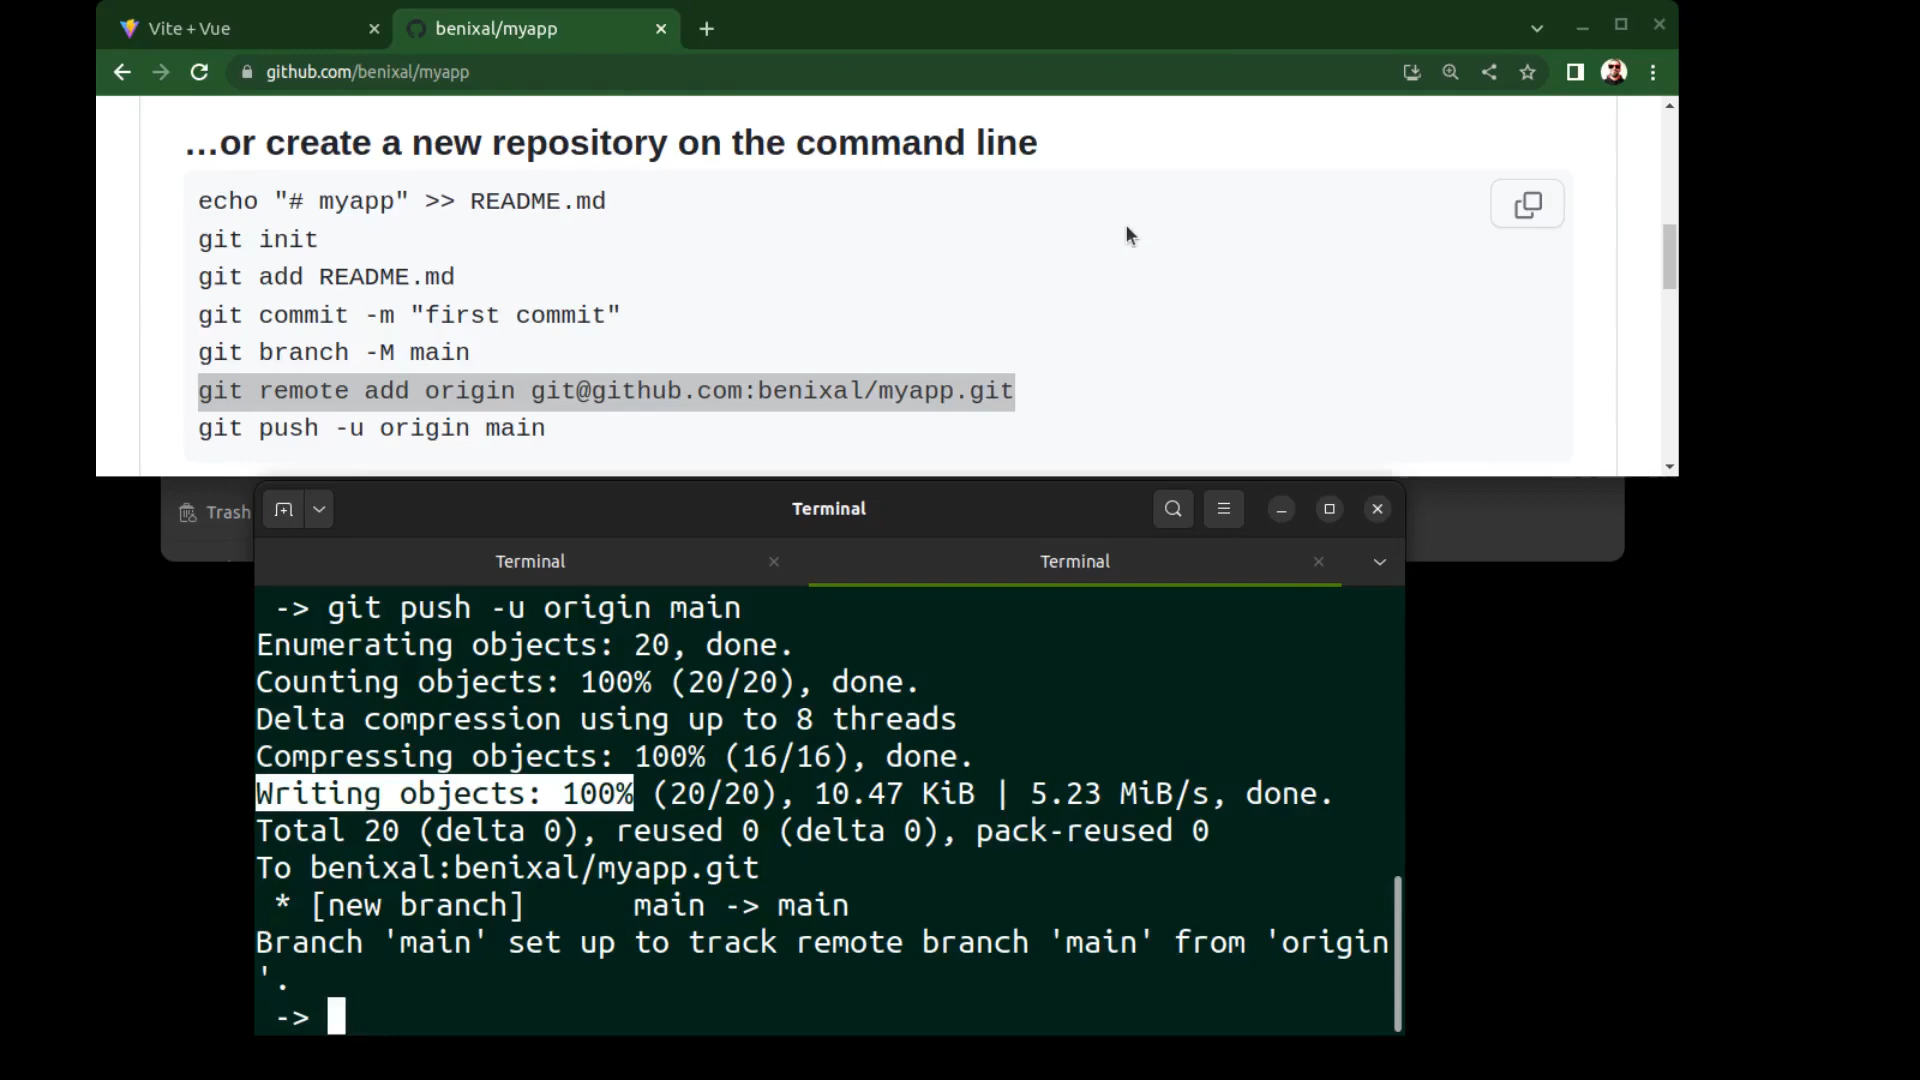 Vite + Vue
benixal/myapp
github.com/benixal/myapp
...or create a new repository on the command line
echo "# myapp" >> README.md
git init
git add README.md
git commit -m "first commit"
git branch -M main
git remote add origin git@github.com:benixal/myapp.git
git push -u origin main
Trash
Terminal
Terminal
Terminal
-> git push -u origin main
Enumerating objects: 20, done.
Counting objects: 100% (20/20), done.
Delta compression using up to 8 threads
Compressing objects: 100% (16/16), done.
Writing objects: 100% (20/20), 10.47 KiB | 5.23 MiB/s, done.
Total 20 (delta 0), reused 0 (delta 0), pack-reused 0
To benixal:benixal/myapp.git
* [new branch]      main -> main
Branch 'main' set up to track remote branch 'main' from 'origin
'.
->